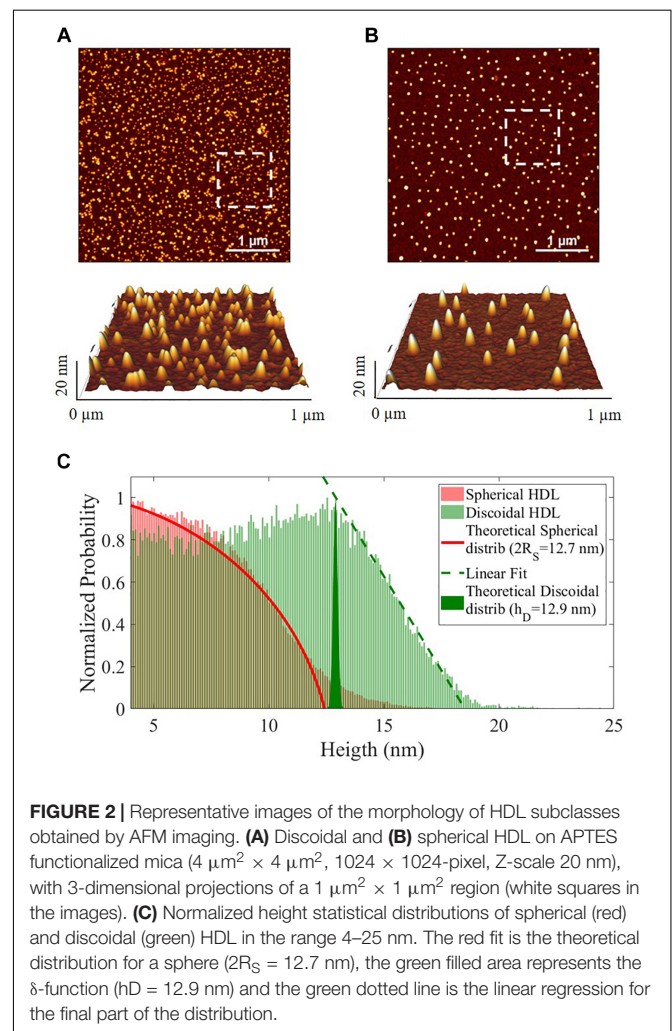 A
B
1 µm
1 µm
20 nm
0 µm
1 µm
20 nm
0 µm
1 µm
C
Normalized Probability
1
0.8
0.6
0.4
0.2
0
5
10
15
20
25
Heigth (nm)
Spherical HDL
Discoidal HDL
Theoretical Spherical
distrib (2R_S=12.7 nm)
Linear Fit
Theoretical Discoidal
distrib (h_D=12.9 nm)
FIGURE 2 | Representative images of the morphology of HDL subclasses
obtained by AFM imaging. (A) Discoidal and (B) spherical HDL on APTES
functionalized mica (4 µm² × 4 µm², 1024 × 1024-pixel, Z-scale 20 nm),
with 3-dimensional projections of a 1 µm² × 1 µm² region (white squares in
the images). (C) Normalized height statistical distributions of spherical (red)
and discoidal (green) HDL in the range 4–25 nm. The red fit is the theoretical
distribution for a sphere (2R_S = 12.7 nm), the green filled area represents the
δ-function (hD = 12.9 nm) and the green dotted line is the linear regression for
the final part of the distribution.